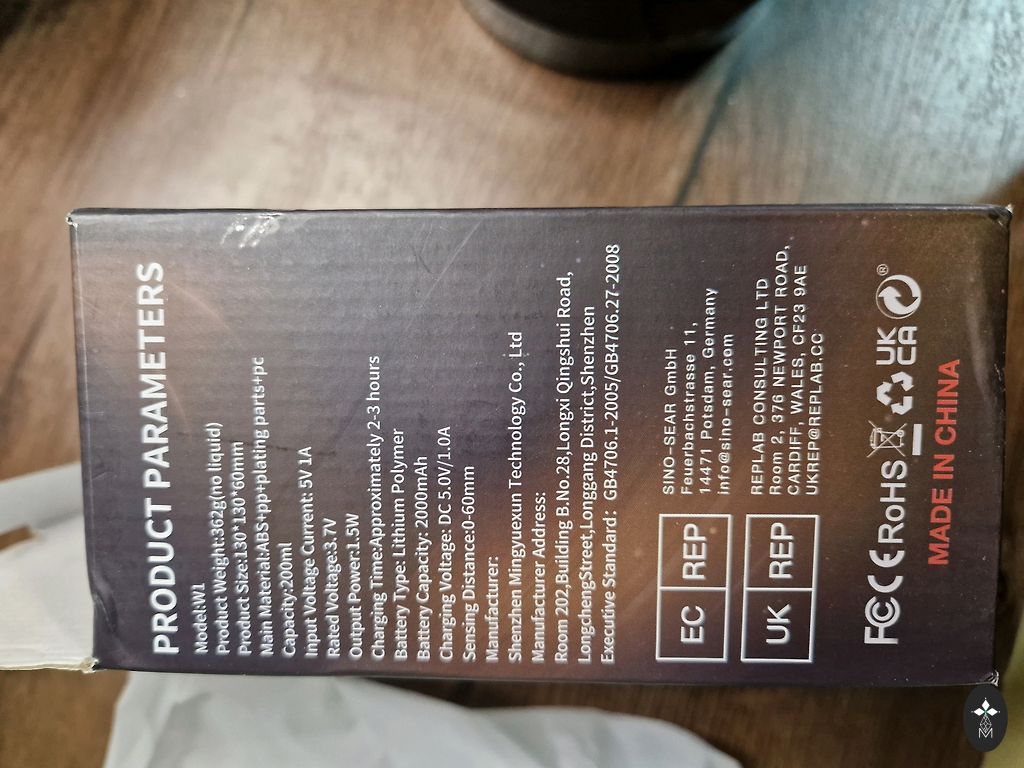 PRODUCT PARAMETERS
Model:W1
Product Weight:362g(no liquid)
Product Size:130*130*60mm
Main Material:ABS+pp+plating parts+pc
Capacity:200ml
Input Voltage Current: 5V 1A
Rated Voltage:3.7V
Output Power:1.5W
Charging Time:Approximately 2-3 hours
Battery Type: Lithium Polymer
Battery Capacity: 2000mAh
Charging Voltage: DC 5.0V/1.0A
Sensing Distance:0-60mm
Manufacturer:
Shenzhen Mingyuexun Technology Co., Ltd
Manufacturer Address:
Room 202,Building B.No.28,Longxi Qingshui Road,
LongchengStreet,Longgang District,Shenzhen
Executive Standard: GB4706.1-2005/GB4706.27-2008
EC REP
SINO-SEAR GmbH
Feuerbachstrasse 11,
14471 Potsdam, Germany
info@sino-sear.com
UK REP
REPLAB CONSULTING LTD
Room 2, 376 NEWPORT ROAD,
CARDIFF, WALES, CF23 9AE
UKREP@REPLAB.CC
FC CE RoHS UK CA ®
MADE IN CHINA
M